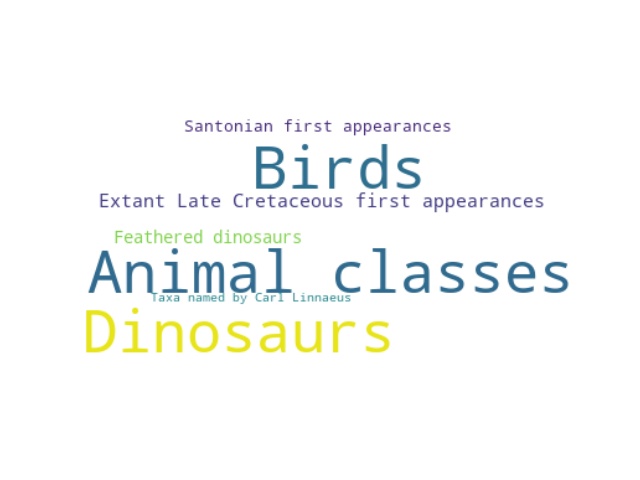 Santonian first appearances
Birds
Extant Late Cretaceous first appearances
Feathered dinosaurs
Animal classes
Taxa named by Carl Linnaeus
Dinosaurs